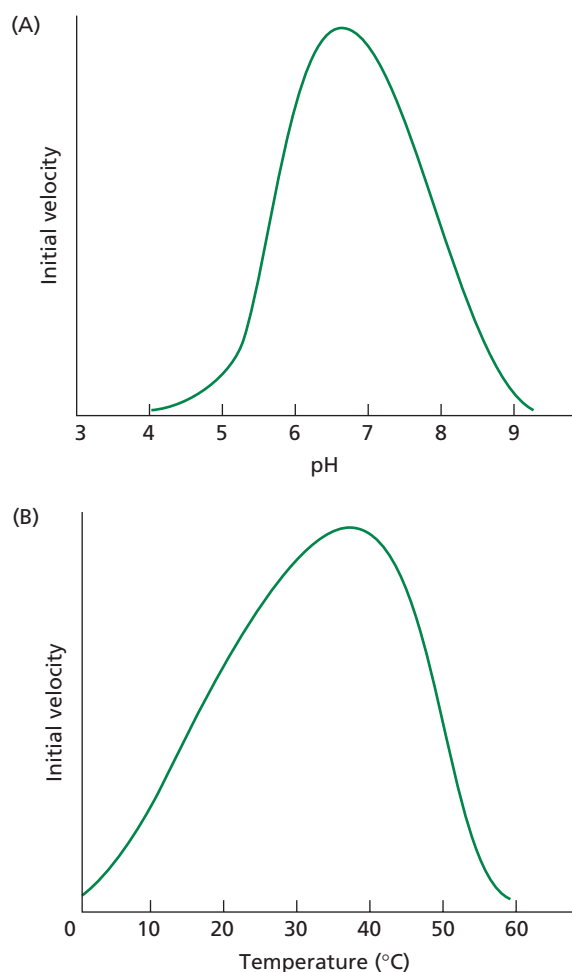 (A)
Initial velocity
3 4 5 6 7 8 9
pH
(B)
Initial velocity
0 10 20 30 40 50 60
Temperature (°C)